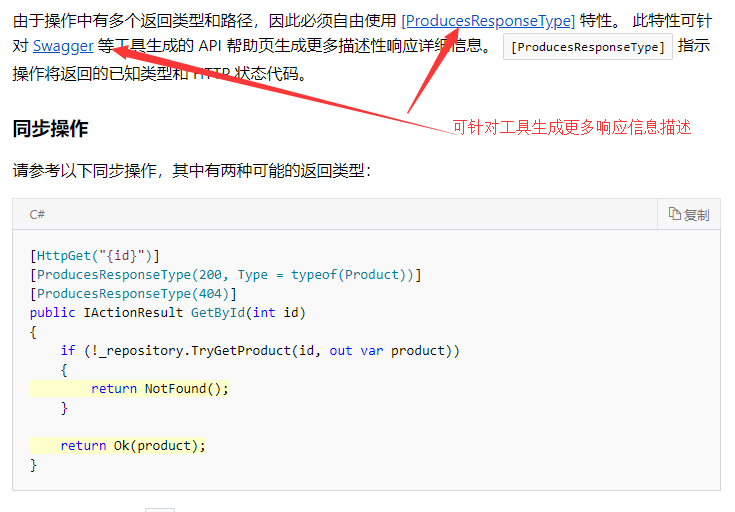 由于操作中有多个返回类型和路径，因此必须自由使用 [ProducesResponseType] 特性。 此特性可针
对 Swagger 等工具生成的 API 帮助页生成更多描述性响应详细信息。 [ProducesResponseType] 指示
操作将返回的已知类型和 HTTP 状态代码。
可针对工具生成更多响应信息描述
同步操作
请参考以下同步操作，其中有两种可能的返回类型：
C# 复制
[HttpGet("{id}")]
[ProducesResponseType(200, Type = typeof(Product))]
[ProducesResponseType(404)]
public IActionResult GetById(int id)
{
    if (!_repository.TryGetProduct(id, out var product))
    {
        return NotFound();
    }
    return Ok(product);
}